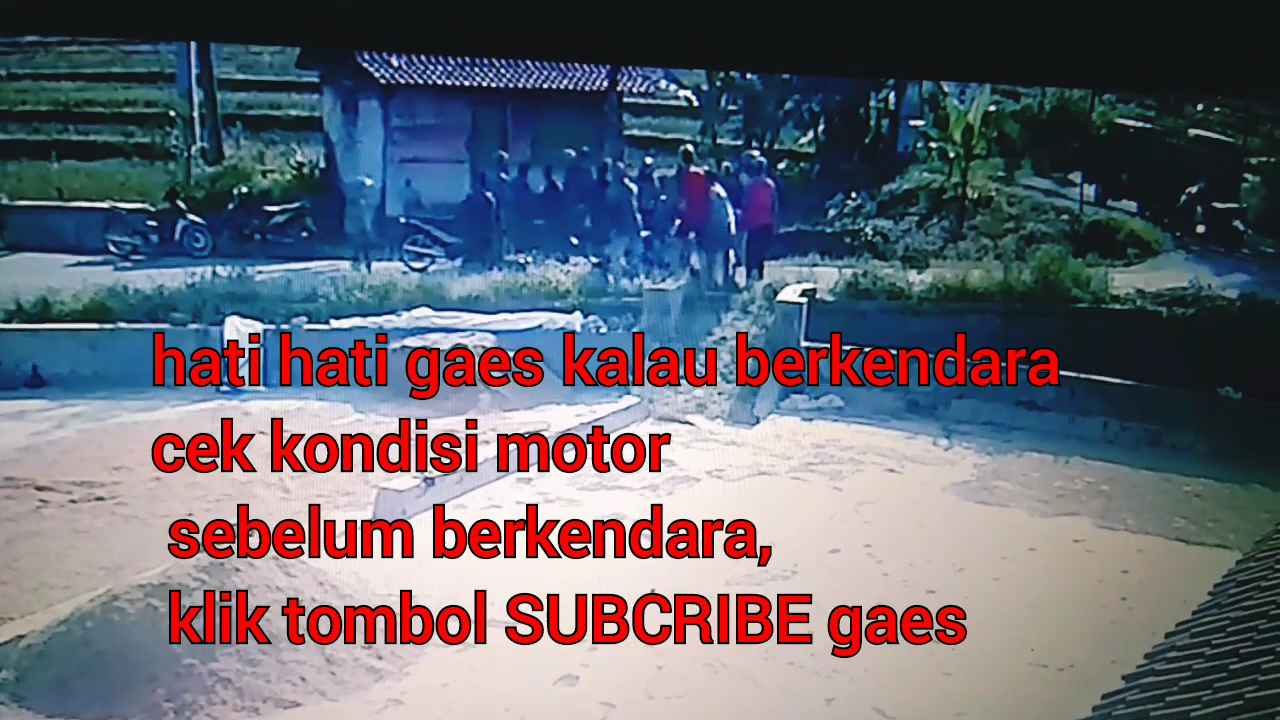 hati hati gaes kalau berkendara
cek kondisi motor
sebelum berkendara,
klik tombol SUBCRIBE gaes